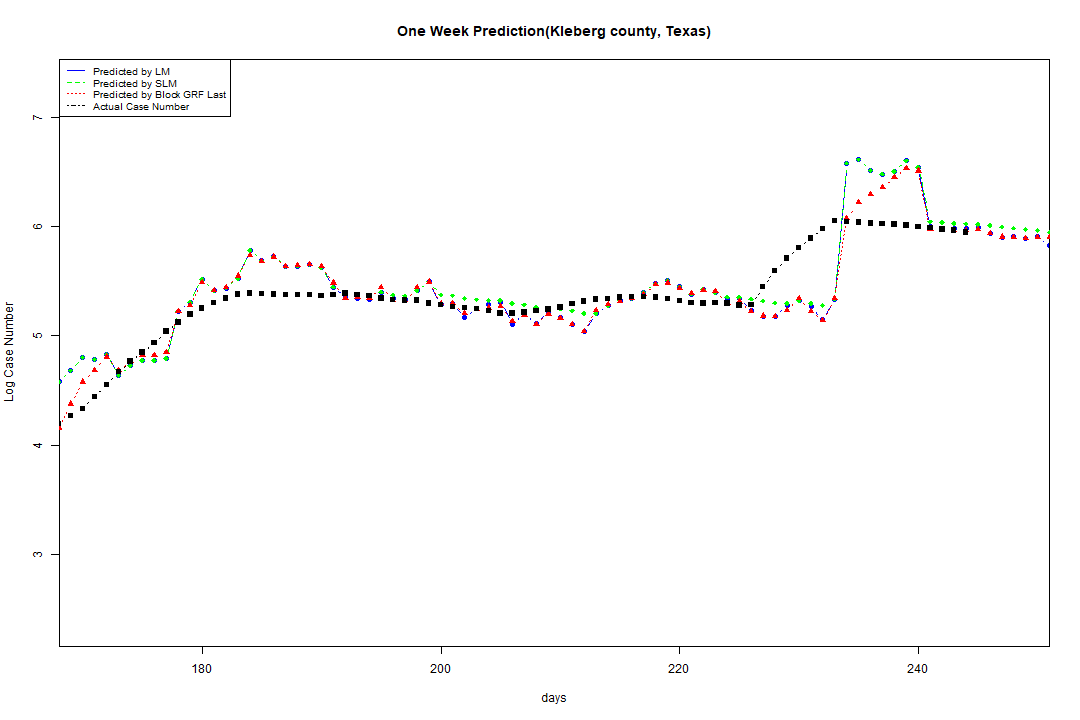 One Week Prediction(Kleberg county, Texas)
Predicted by LM
Predicted by SLM
Predicted by Block GRF Last
Actual Case Number
7
6
5
4
3
Log Case Number
180 200 220 240
days